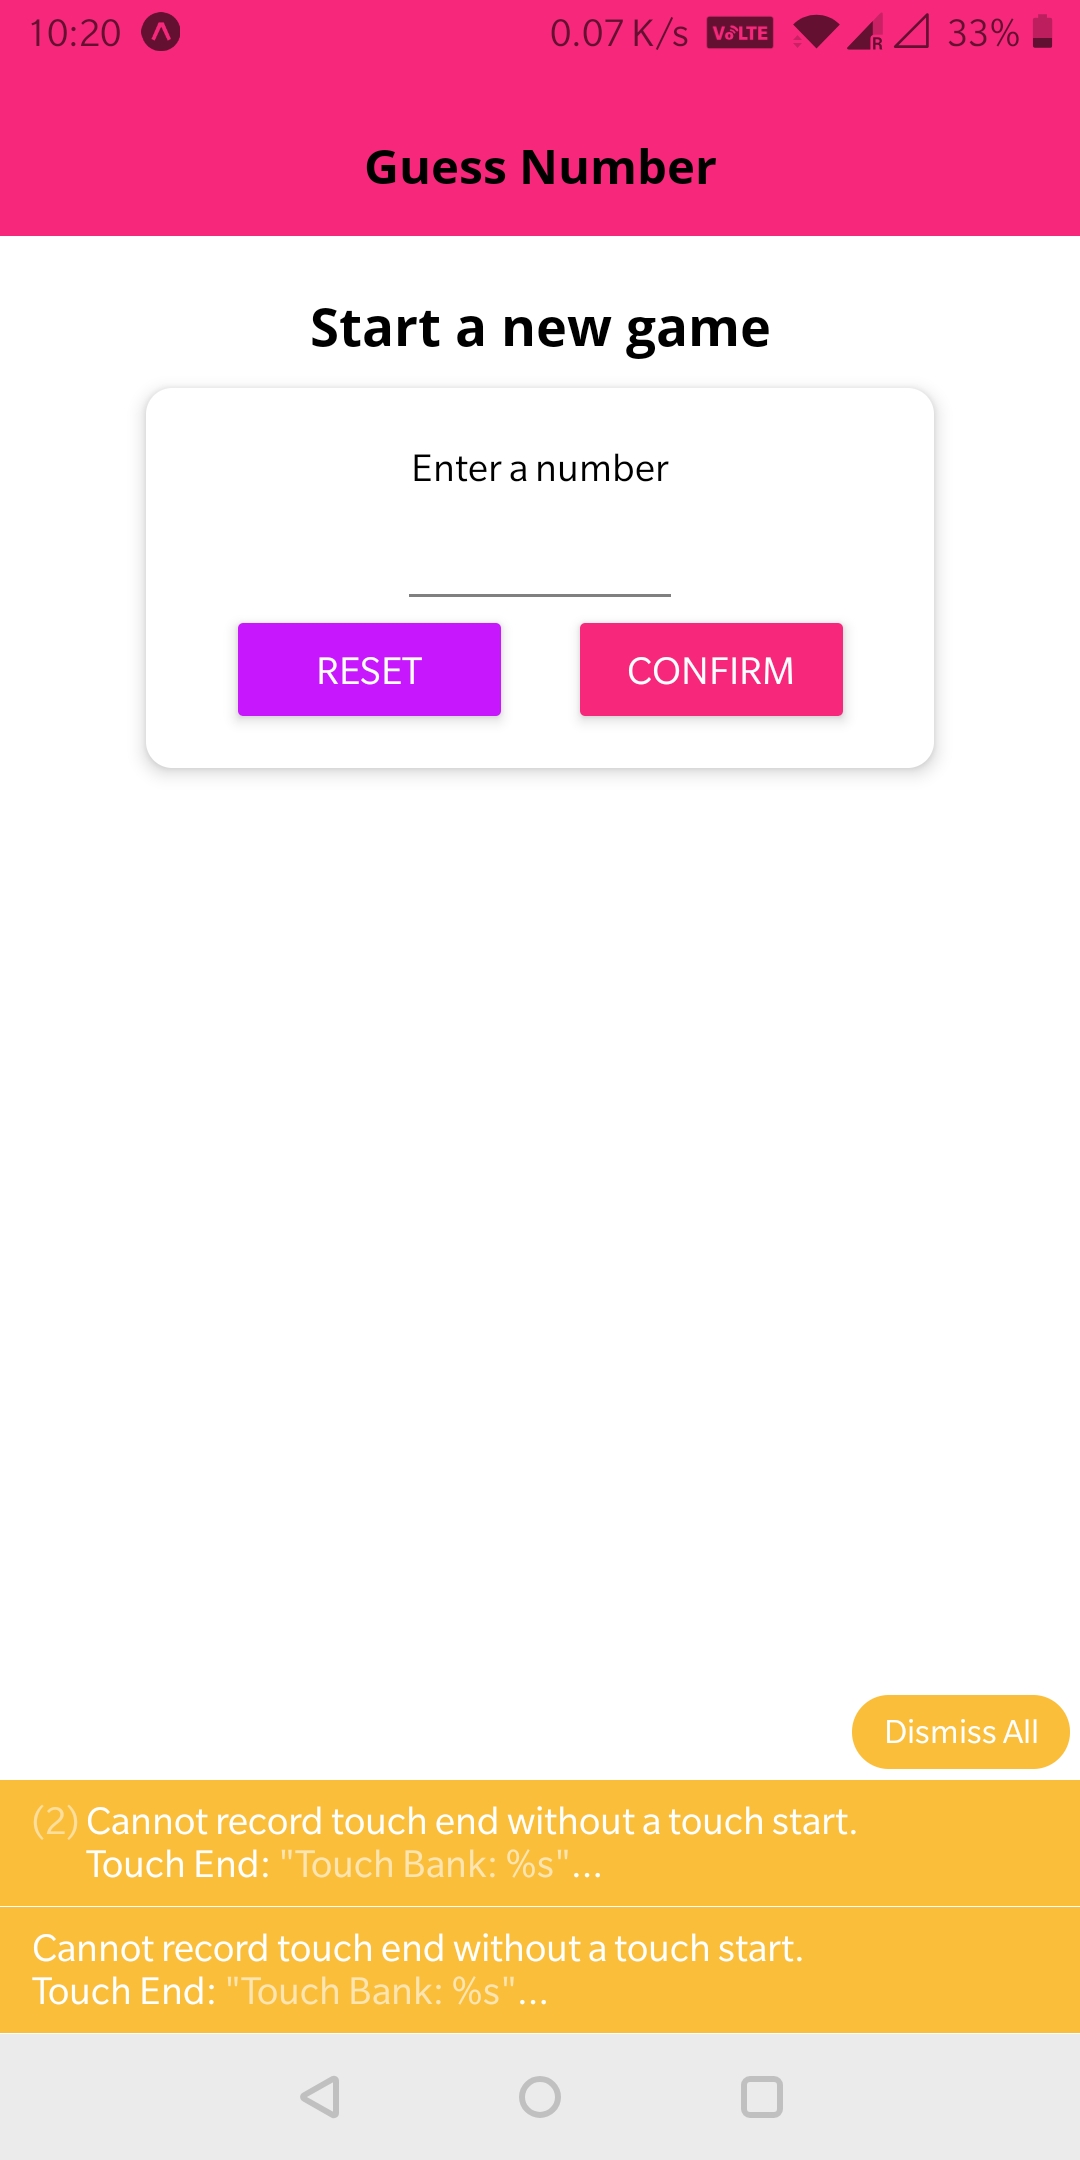 10:20 0.07 K/s VoLTE R 33%
Guess Number
Start a new game
Enter a number
RESET CONFIRM
Dismiss All
(2) Cannot record touch end without a touch start.
Touch End: "Touch Bank: %s"...
Cannot record touch end without a touch start.
Touch End: "Touch Bank: %s"...